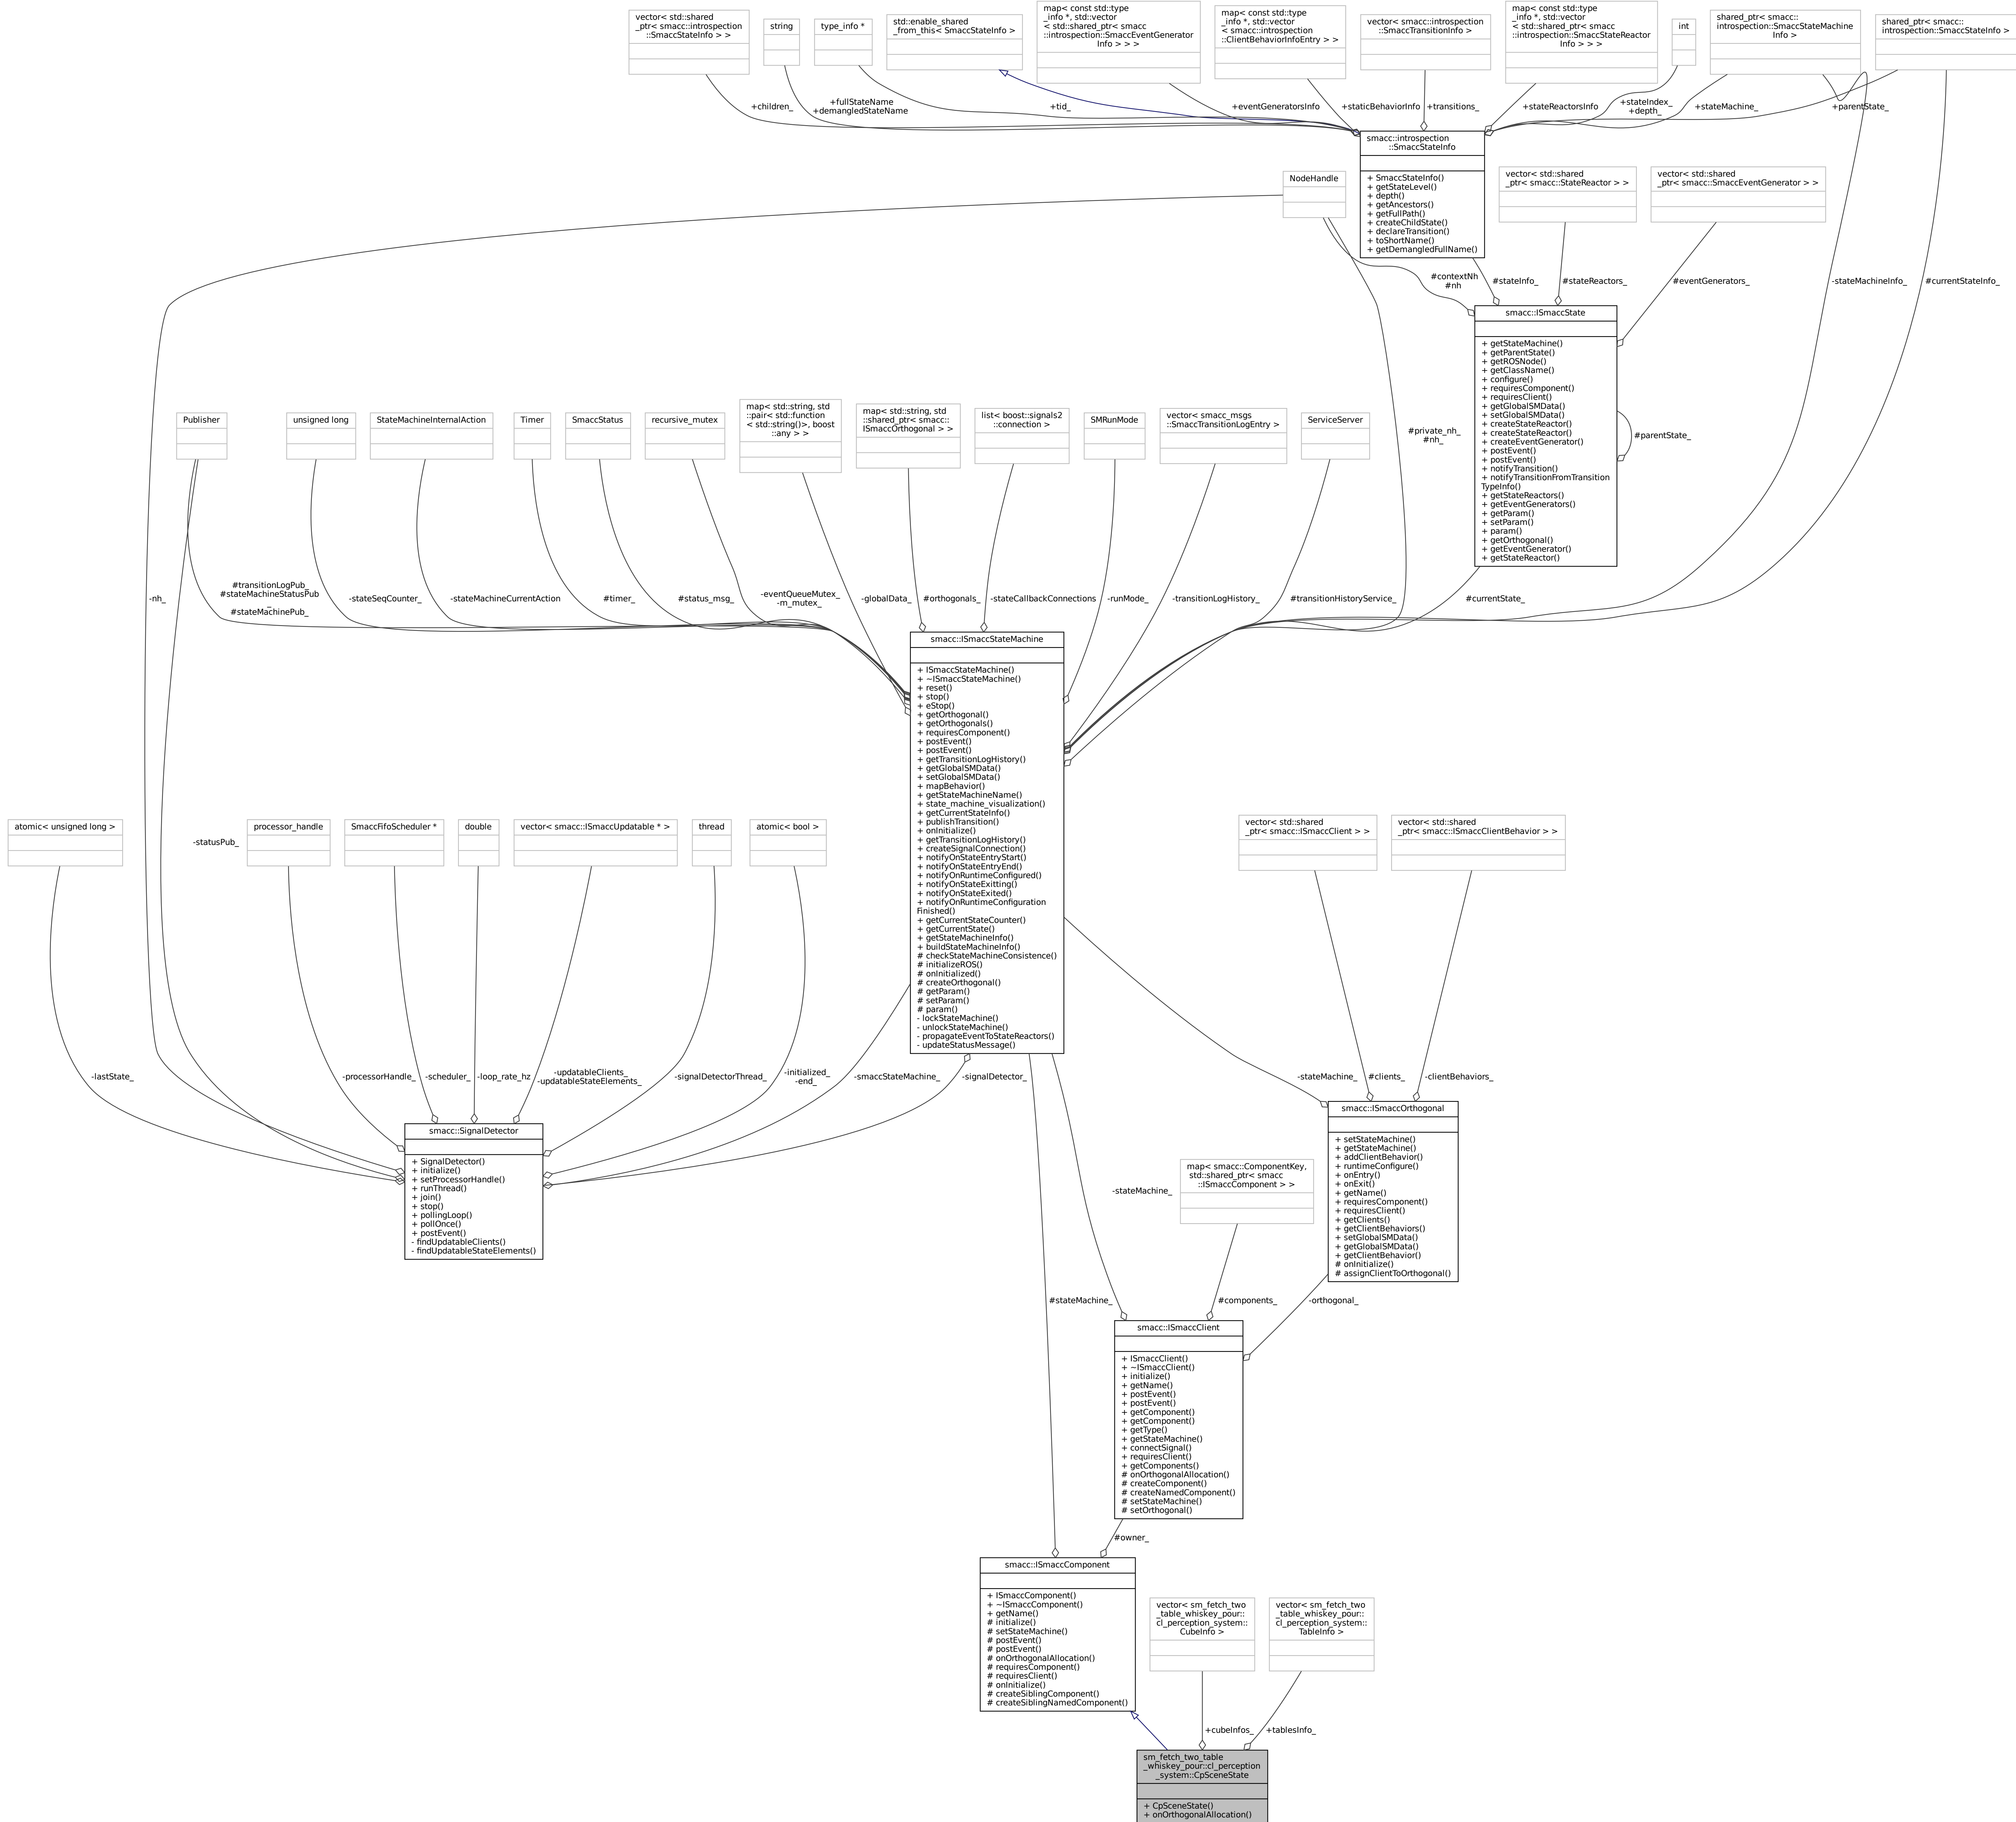 vector< std::shared
_ptr< smacc::introspection
::SmaccStateInfo > >
string
type_info *
std::enable_shared
_from_this< SmaccStateInfo >
map< const std::type
_info *, std::vector
< std::shared_ptr< smacc
::introspection::SmaccEventGenerator
Info > > >
map< const std::type
_info *, std::vector
< smacc::introspection
::ClientBehaviorInfoEntry > >
vector< smacc::introspection
::SmaccTransitionInfo >
map< const std::type
_info *, std::vector
< std::shared_ptr< smacc
::introspection::SmaccStateReactor
Info > > >
int
shared_ptr< smacc::
introspection::SmaccStateMachine
Info >
shared_ptr< smacc::
introspection::SmaccStateInfo >
+children_
+fullStateName
+demangledStateName
+tid_
+eventGeneratorsInfo
+staticBehaviorInfo
+transitions_
+stateReactorsInfo
+stateIndex_
+depth_
+stateMachine_
+parentState_
smacc::introspection
::SmaccStateInfo
+ SmaccStateInfo()
+ getStateLevel()
+ depth()
+ getAncestors()
+ getFullPath()
+ createChildState()
+ declareTransition()
+ toShortName()
+ getDemangledFullName()
NodeHandle
vector< std::shared
_ptr< smacc::StateReactor > >
vector< std::shared
_ptr< smacc::SmaccEventGenerator > >
#contextNh
#nh
#stateInfo_
#stateReactors_
#eventGenerators_
-stateMachineInfo_
#currentStateInfo_
smacc::ISmaccState
+ getStateMachine()
+ getParentState()
+ getROSNode()
+ getClassName()
+ configure()
+ requiresComponent()
+ requiresClient()
+ getGlobalSMData()
+ setGlobalSMData()
+ createStateReactor()
+ createStateReactor()
+ createEventGenerator()
+ postEvent()
+ postEvent()
+ notifyTransition()
+ notifyTransitionFromTransition
TypeInfo()
+ getStateReactors()
+ getEventGenerators()
+ getParam()
+ setParam()
+ param()
+ getOrthogonal()
+ getEventGenerator()
+ getStateReactor()
#parentState_
Publisher
unsigned long
StateMachineInternalAction
Timer
SmaccStatus
recursive_mutex
map< std::string, std
::pair< std::function
< std::string()>, boost
::any > >
map< std::string, std
::shared_ptr< smacc::
ISmaccOrthogonal > >
list< boost::signals2
::connection >
SMRunMode
vector< smacc_msgs
::SmaccTransitionLogEntry >
ServiceServer
#private_nh_
#nh_
-nh_
#transitionLogPub_
#stateMachineStatusPub
_
#stateMachinePub_
-stateSeqCounter_
-stateMachineCurrentAction
#timer_
#status_msg_
-eventQueueMutex_
-m_mutex_
-globalData_
#orthogonals_
-stateCallbackConnections
-runMode_
-transitionLogHistory_
#transitionHistoryService_
#currentState_
smacc::ISmaccStateMachine
+ ISmaccStateMachine()
+ ~ISmaccStateMachine()
+ reset()
+ stop()
+ eStop()
+ getOrthogonal()
+ getOrthogonals()
+ requiresComponent()
+ postEvent()
+ postEvent()
+ getTransitionLogHistory()
+ getGlobalSMData()
+ setGlobalSMData()
+ mapBehavior()
+ getStateMachineName()
+ state_machine_visualization()
+ getCurrentStateInfo()
+ publishTransition()
+ onInitialize()
+ getTransitionLogHistory()
+ createSignalConnection()
+ notifyOnStateEntryStart()
+ notifyOnStateEntryEnd()
+ notifyOnRuntimeConfigured()
+ notifyOnStateExitting()
+ notifyOnStateExited()
+ notifyOnRuntimeConfiguration
Finished()
+ getCurrentStateCounter()
+ getCurrentState()
+ getStateMachineInfo()
+ buildStateMachineInfo()
# checkStateMachineConsistence()
# initializeROS()
# onInitialized()
# createOrthogonal()
# getParam()
# setParam()
# param()
- lockStateMachine()
- unlockStateMachine()
- propagateEventToStateReactors()
- updateStatusMessage()
atomic< unsigned long >
-statusPub_
processor_handle
SmaccFifoScheduler *
double
vector< smacc::ISmaccUpdatable * >
thread
atomic< bool >
vector< std::shared
_ptr< smacc::ISmaccClient > >
vector< std::shared
_ptr< smacc::ISmaccClientBehavior > >
-lastState_
-processorHandle_
-scheduler_
-loop_rate_hz
-updatableClients_
-updatableStateElements_
-signalDetectorThread_
-initialized_
-end_
-smaccStateMachine_
-signalDetector_
-stateMachine_
#clients_
-clientBehaviors_
smacc::SignalDetector
+ SignalDetector()
+ initialize()
+ setProcessorHandle()
+ runThread()
+ join()
+ stop()
+ pollingLoop()
+ pollOnce()
+ postEvent()
- findUpdatableClients()
- findUpdatableStateElements()
smacc::ISmaccOrthogonal
+ setStateMachine()
+ getStateMachine()
+ addClientBehavior()
+ runtimeConfigure()
+ onEntry()
+ onExit()
+ getName()
+ requiresComponent()
+ requiresClient()
+ getClients()
+ getClientBehaviors()
+ setGlobalSMData()
+ getGlobalSMData()
+ getClientBehavior()
# onInitialize()
# assignClientToOrthogonal()
-stateMachine_
map< smacc::ComponentKey,
std::shared_ptr< smacc
::ISmaccComponent > >
#stateMachine_
#components_
-orthogonal_
smacc::ISmaccClient
+ ISmaccClient()
+ ~ISmaccClient()
+ initialize()
+ getName()
+ postEvent()
+ postEvent()
+ getComponent()
+ getComponent()
+ getType()
+ getStateMachine()
+ connectSignal()
+ requiresClient()
+ getComponents()
# onOrthogonalAllocation()
# createComponent()
# createNamedComponent()
# setStateMachine()
# setOrthogonal()
#owner_
smacc::ISmaccComponent
+ ISmaccComponent()
+ ~ISmaccComponent()
+ getName()
# initialize()
# setStateMachine()
# postEvent()
# postEvent()
# onOrthogonalAllocation()
# requiresComponent()
# requiresClient()
# onInitialize()
# createSiblingComponent()
# createSiblingNamedComponent()
vector< sm_fetch_two
_table_whiskey_pour::
cl_perception_system::
CubeInfo >
vector< sm_fetch_two
_table_whiskey_pour::
cl_perception_system::
TableInfo >
+cubeInfos_
+tablesInfo_
sm_fetch_two_table
_whiskey_pour::cl_perception
_system::CpSceneState
+ CpSceneState()
+ onOrthogonalAllocation()